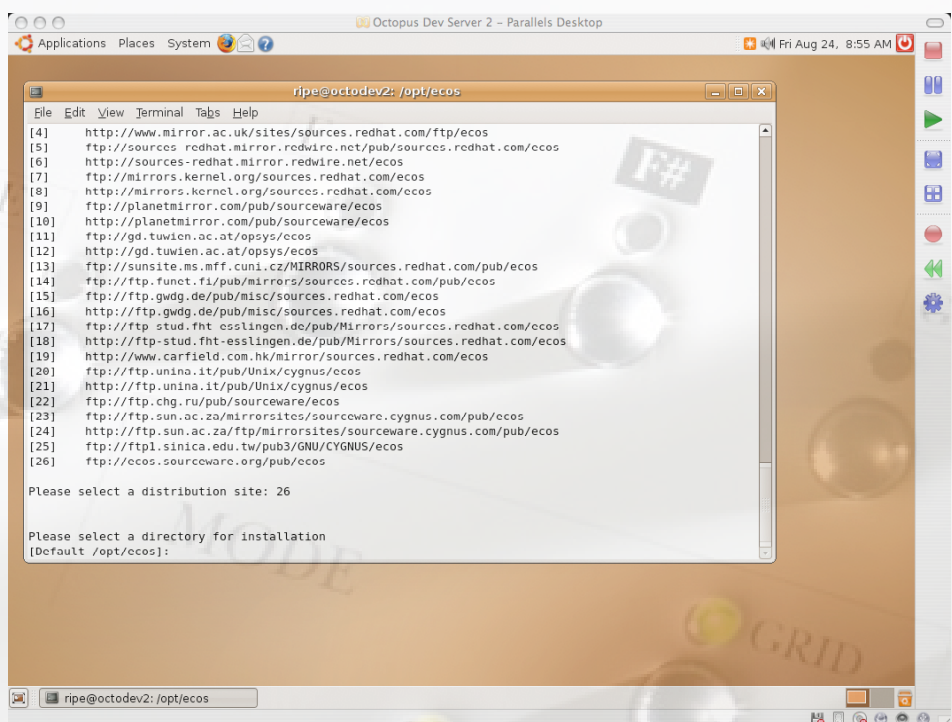 Octopus Dev Server 2 – Parallels Desktop
Applications Places System
Fri Aug 24, 8:55 AM
ripe@octodev2: /opt/ecos
File Edit View Terminal Tabs Help
[4] http://www.mirror.ac.uk/sites/sources.redhat.com/ftp/ecos
[5] ftp://sources-redhat.mirror.redwire.net/pub/sources.redhat.com/ecos
[6] http://sources-redhat.mirror.redwire.net/ecos
[7] ftp://mirrors.kernel.org/sources.redhat.com/ecos
[8] http://mirrors.kernel.org/sources.redhat.com/ecos
[9] ftp://planetmirror.com/pub/sourceware/ecos
[10] http://planetmirror.com/pub/sourceware/ecos
[11] ftp://gd.tuwien.ac.at/opsys/ecos
[12] http://gd.tuwien.ac.at/opsys/ecos
[13] ftp://sunsite.ms.mff.cuni.cz/MIRRORS/sources.redhat.com/pub/ecos
[14] ftp://ftp.funet.fi/pub/mirrors/sources.redhat.com/pub/ecos
[15] ftp://ftp.gwdg.de/pub/misc/sources.redhat.com/ecos
[16] http://ftp.gwdg.de/pub/misc/sources.redhat.com/ecos
[17] ftp://ftp-stud.fht-esslingen.de/pub/Mirrors/sources.redhat.com/ecos
[18] http://ftp-stud.fht-esslingen.de/pub/Mirrors/sources.redhat.com/ecos
[19] http://www.carfield.com.hk/mirror/sources.redhat.com/ecos
[20] ftp://ftp.unina.it/pub/Unix/cygnus/ecos
[21] http://ftp.unina.it/pub/Unix/cygnus/ecos
[22] ftp://ftp.chg.ru/pub/sourceware/ecos
[23] ftp://ftp.sun.ac.za/mirrorsites/sourceware.cygnus.com/pub/ecos
[24] http://ftp.sun.ac.za/ftp/mirrorsites/sourceware.cygnus.com/pub/ecos
[25] ftp://ftp1.sinica.edu.tw/pub3/GNU/CYGNUS/ecos
[26] ftp://ecos.sourceware.org/pub/ecos
Please select a distribution site: 26
Please select a directory for installation
[Default /opt/ecos]:
F#
MODE
GRID
ripe@octodev2: /opt/ecos